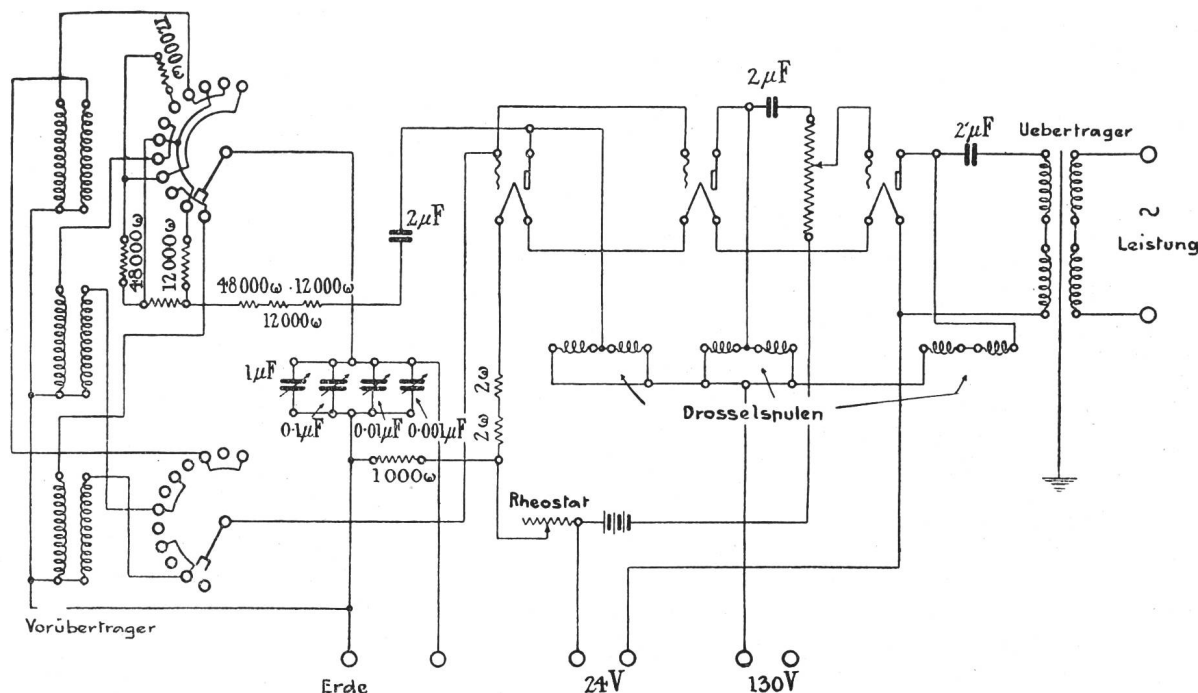 12000ω
2µF
2µF
Uebertrager
~
Leistung
2µF
48000ω
12000ω
48000ω · 12000ω
12000ω
1µF
0·1µF
0·01µF
0·001µF
2ω
2ω
Drosselspulen
1000ω
Rheostat
Vorübertrager
Erde
24V
130V